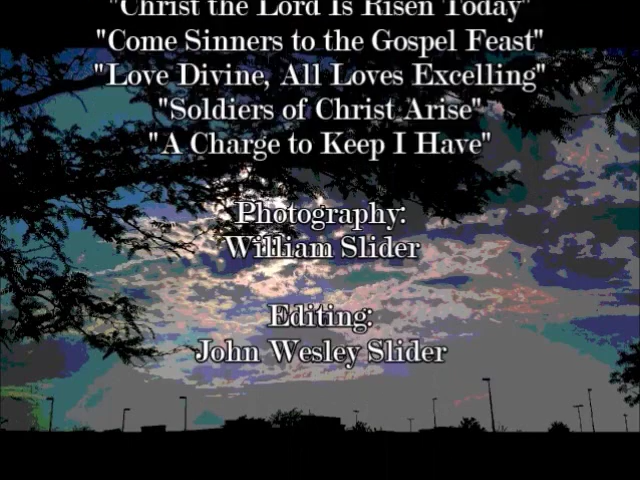 "Christ the Lord Is Risen Today"
"Come Sinners to the Gospel Feast"
"Love Divine, All Loves Excelling"
"Soldiers of Christ Arise"
"A Charge to Keep I Have"
Photography:
William Slider
Editing:
John Wesley Slider